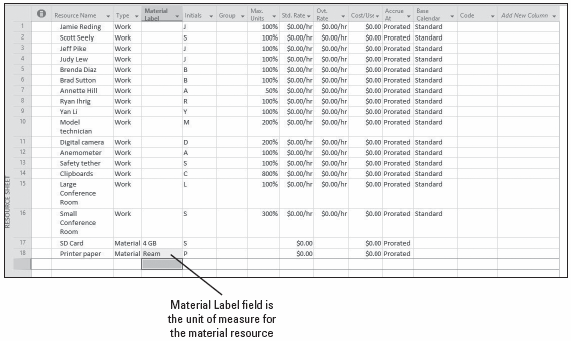 Resource Name Type Material Label Initials Group Max. Units Std. Rate Ovt. Rate Cost/Use Accrue At Base Calendar Code Add New Column
1 Jamie Reding Work J 100% $0.00/hr $0.00/hr $0.00 Prorated Standard
2 Scott Seely Work S 100% $0.00/hr $0.00/hr $0.00 Prorated Standard
3 Jeff Pike Work J 100% $0.00/hr $0.00/hr $0.00 Prorated Standard
4 Judy Lew Work J 100% $0.00/hr $0.00/hr $0.00 Prorated Standard
5 Brenda Diaz Work B 100% $0.00/hr $0.00/hr $0.00 Prorated Standard
6 Brad Sutton Work B 100% $0.00/hr $0.00/hr $0.00 Prorated Standard
7 Annette Hill Work A 50% $0.00/hr $0.00/hr $0.00 Prorated Standard
8 Ryan Ihrig Work R 100% $0.00/hr $0.00/hr $0.00 Prorated Standard
9 Yan Li Work Y 100% $0.00/hr $0.00/hr $0.00 Prorated Standard
10 Model technician Work M 200% $0.00/hr $0.00/hr $0.00 Prorated Standard
11 Digital camera Work D 200% $0.00/hr $0.00/hr $0.00 Prorated Standard
12 Anemometer Work A 100% $0.00/hr $0.00/hr $0.00 Prorated Standard
13 Safety tether Work S 100% $0.00/hr $0.00/hr $0.00 Prorated Standard
14 Clipboards Work C 800% $0.00/hr $0.00/hr $0.00 Prorated Standard
15 Large Conference Room Work L 100% $0.00/hr $0.00/hr $0.00 Prorated Standard
16 Small Conference Room Work S 300% $0.00/hr $0.00/hr $0.00 Prorated Standard
17 SD Card Material 4 GB S $0.00 $0.00 Prorated
18 Printer paper Material Ream P $0.00 $0.00 Prorated
RESOURCE SHEET
Material Label field is
the unit of measure for
the material resource